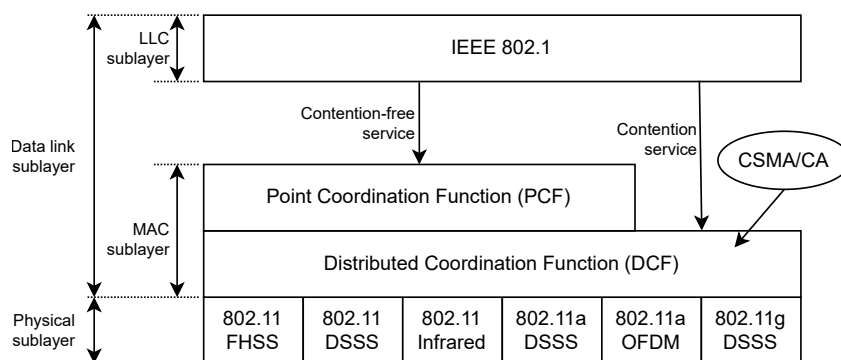 LLC
sublayer
IEEE 802.1
Contention-free
service
Contention
service
Data link
sublayer
CSMA/CA
Point Coordination Function (PCF)
MAC
sublayer
Distributed Coordination Function (DCF)
Physical
sublayer
802.11
FHSS
802.11
DSSS
802.11
Infrared
802.11a
DSSS
802.11a
OFDM
802.11g
DSSS